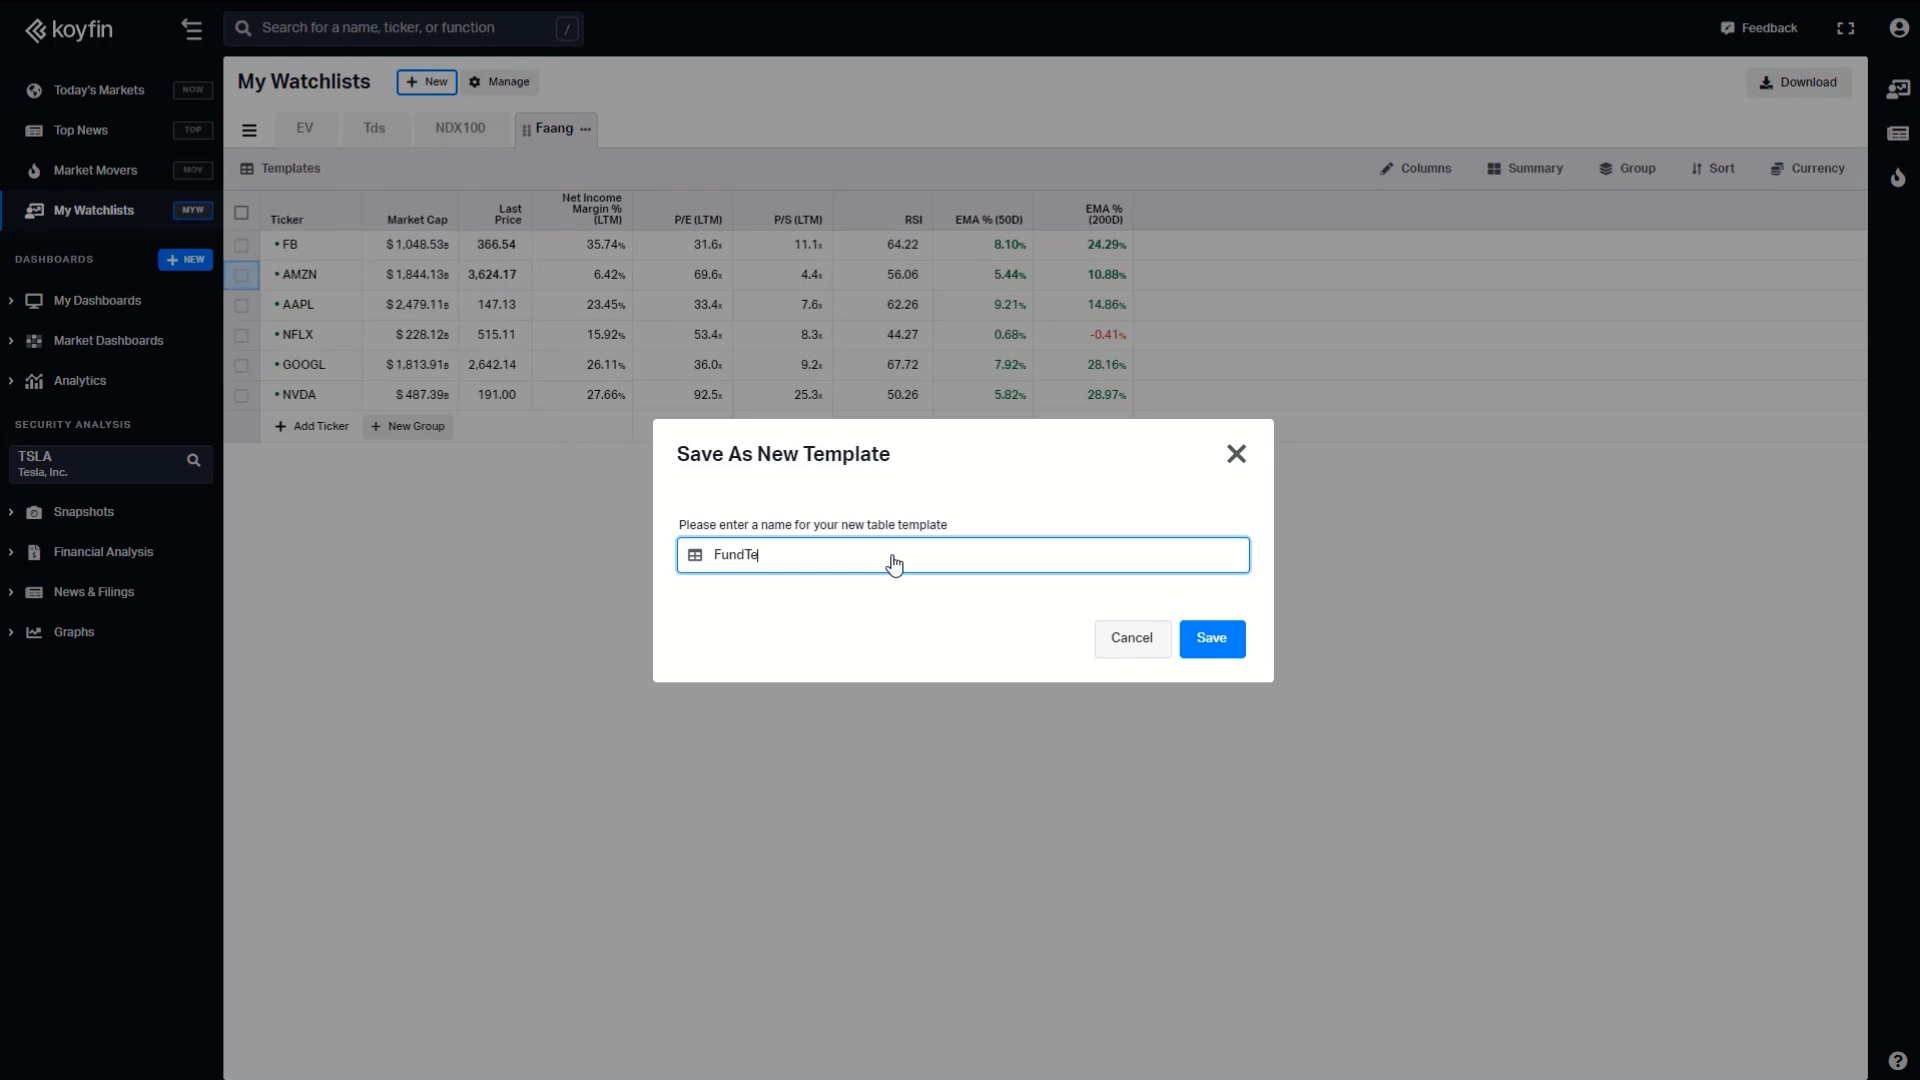 koyfin
Search for a name, ticker, or function /
Feedback
Today's Markets NOW
Top News TOP
Market Movers MOV
My Watchlists MYW
DASHBOARDS + NEW
My Dashboards
Market Dashboards
Analytics
SECURITY ANALYSIS
TSLA
Tesla, Inc.
Snapshots
Financial Analysis
News & Filings
Graphs
My Watchlists + New Manage Download
EV Tds NDX100 Faang ...
Templates Columns Summary Group Sort Currency
Ticker Market Cap Last Price Net Income Margin % (LTM) P/E (LTM) P/S (LTM) RSI EMA % (50D) EMA % (200D)
• FB $ 1,048.53B 366.54 35.74% 31.6x 11.1x 64.22 8.10% 24.29%
• AMZN $ 1,844.13B 3,624.17 6.42% 69.6x 4.4x 56.06 5.44% 10.88%
• AAPL $ 2,479.11B 147.13 23.45% 33.4x 7.6x 62.26 9.21% 14.86%
• NFLX $ 228.12B 515.11 15.92% 53.4x 8.3x 44.27 0.68% -0.41%
• GOOGL $ 1,813.91B 2,642.14 26.11% 36.0x 9.2x 67.72 7.92% 28.16%
• NVDA $ 487.39B 191.00 27.66% 92.5x 25.3x 50.26 5.82% 28.97%
+ Add Ticker + New Group
Save As New Template
Please enter a name for your new table template
FundTe
Cancel Save
?